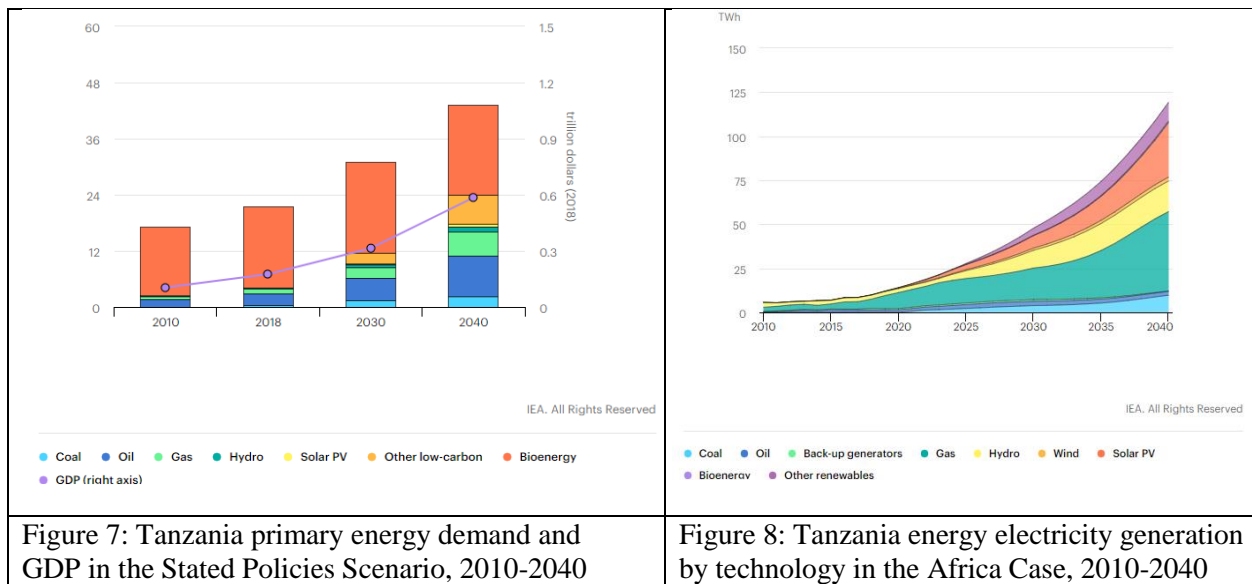 60
48
36
24
12
0
1.5
1.2
0.9
0.6
0.3
0
trillion dollars (2018)
2010
2018
2030
2040
IEA. All Rights Reserved
Coal
Oil
Gas
Hydro
Solar PV
Other low-carbon
Bioenergy
GDP (right axis)
TWh
150
125
100
75
50
25
0
2010
2015
2020
2025
2030
2035
2040
IEA. All Rights Reserved
Coal
Oil
Back-up generators
Gas
Hydro
Wind
Solar PV
Bioenergy
Other renewables
Figure 7: Tanzania primary energy demand and
GDP in the Stated Policies Scenario, 2010-2040
Figure 8: Tanzania energy electricity generation
by technology in the Africa Case, 2010-2040